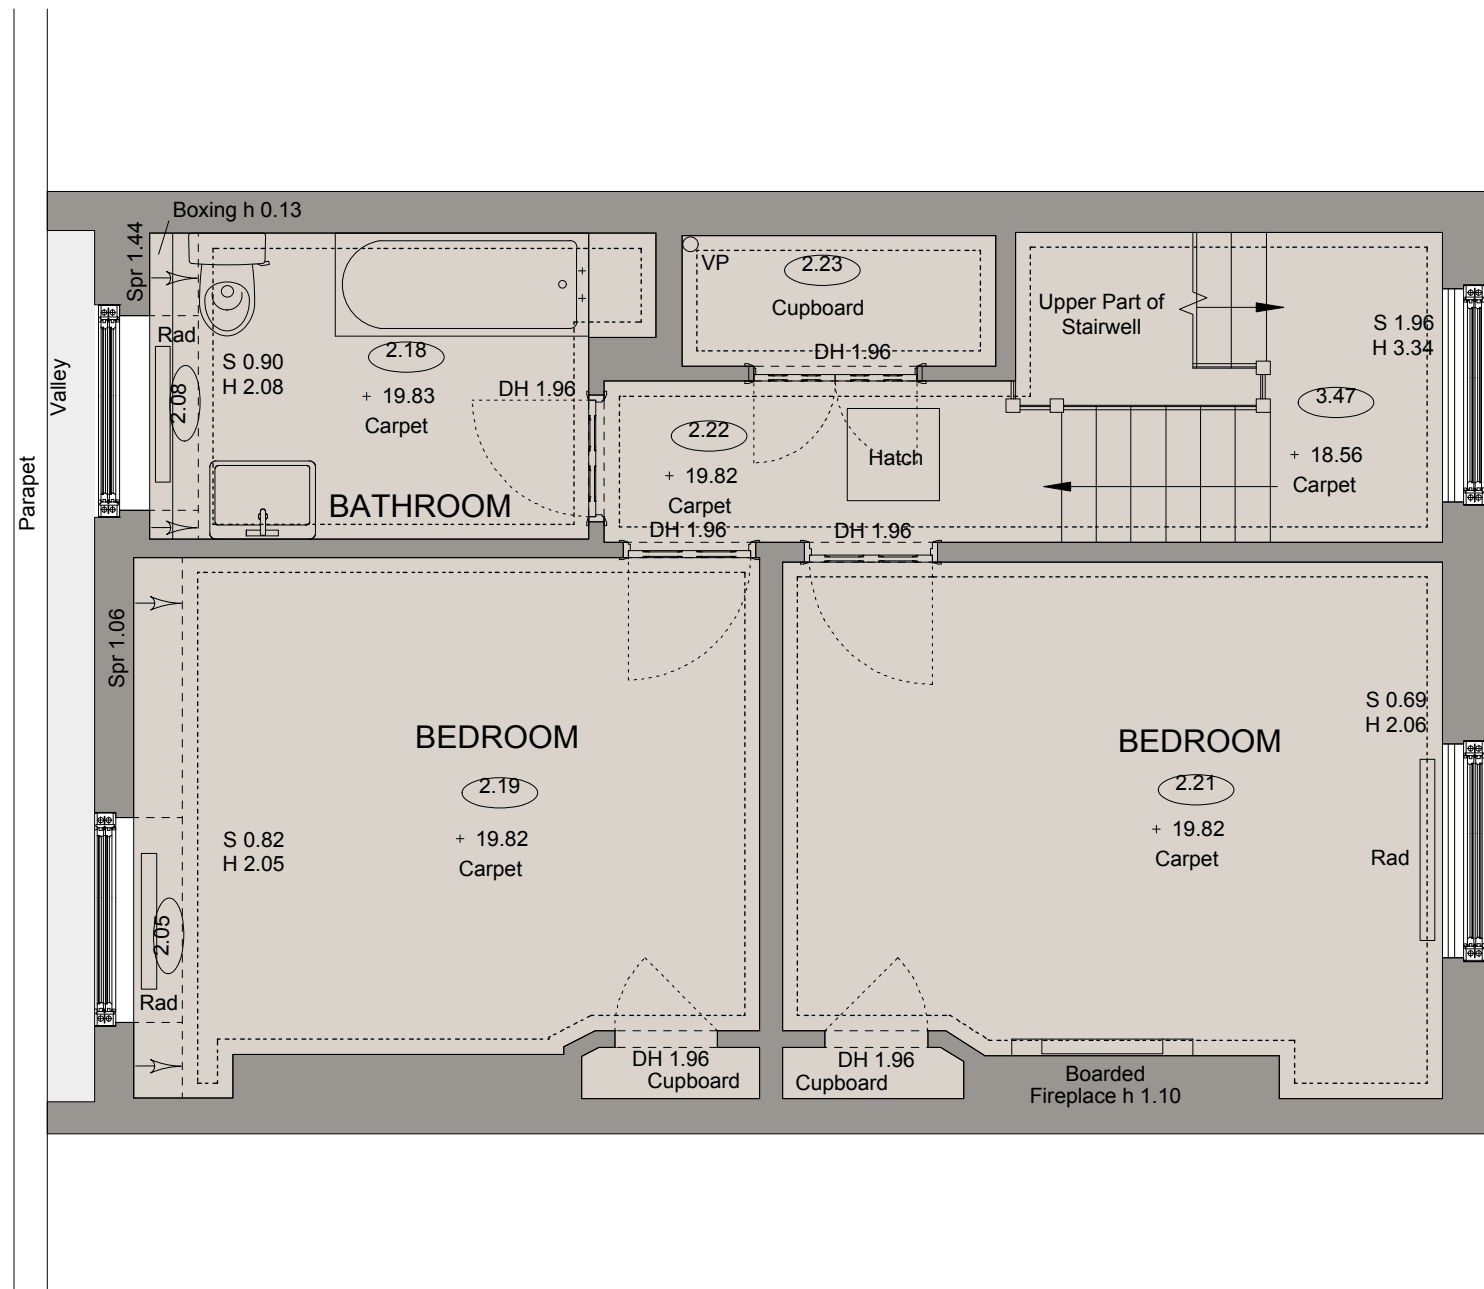 Boxing h 0.13
Spr 1.44
Rad
2.08
S 0.90
H 2.08
2.18
+ 19.83
Carpet
DH 1.96
BATHROOM
VP
2.23
Cupboard
DH 1.96
2.22
+ 19.82
Carpet
DH 1.96
Hatch
DH 1.96
Upper Part of
Stairwell
S 1.96
H 3.34
3.47
+ 18.56
Carpet
Valley
Parapet
Spr 1.06
BEDROOM
2.19
+ 19.82
Carpet
S 0.82
H 2.05
2.05
Rad
DH 1.96
Cupboard
BEDROOM
2.21
+ 19.82
Carpet
S 0.69
H 2.06
Rad
DH 1.96
Cupboard
Boarded
Fireplace h 1.10